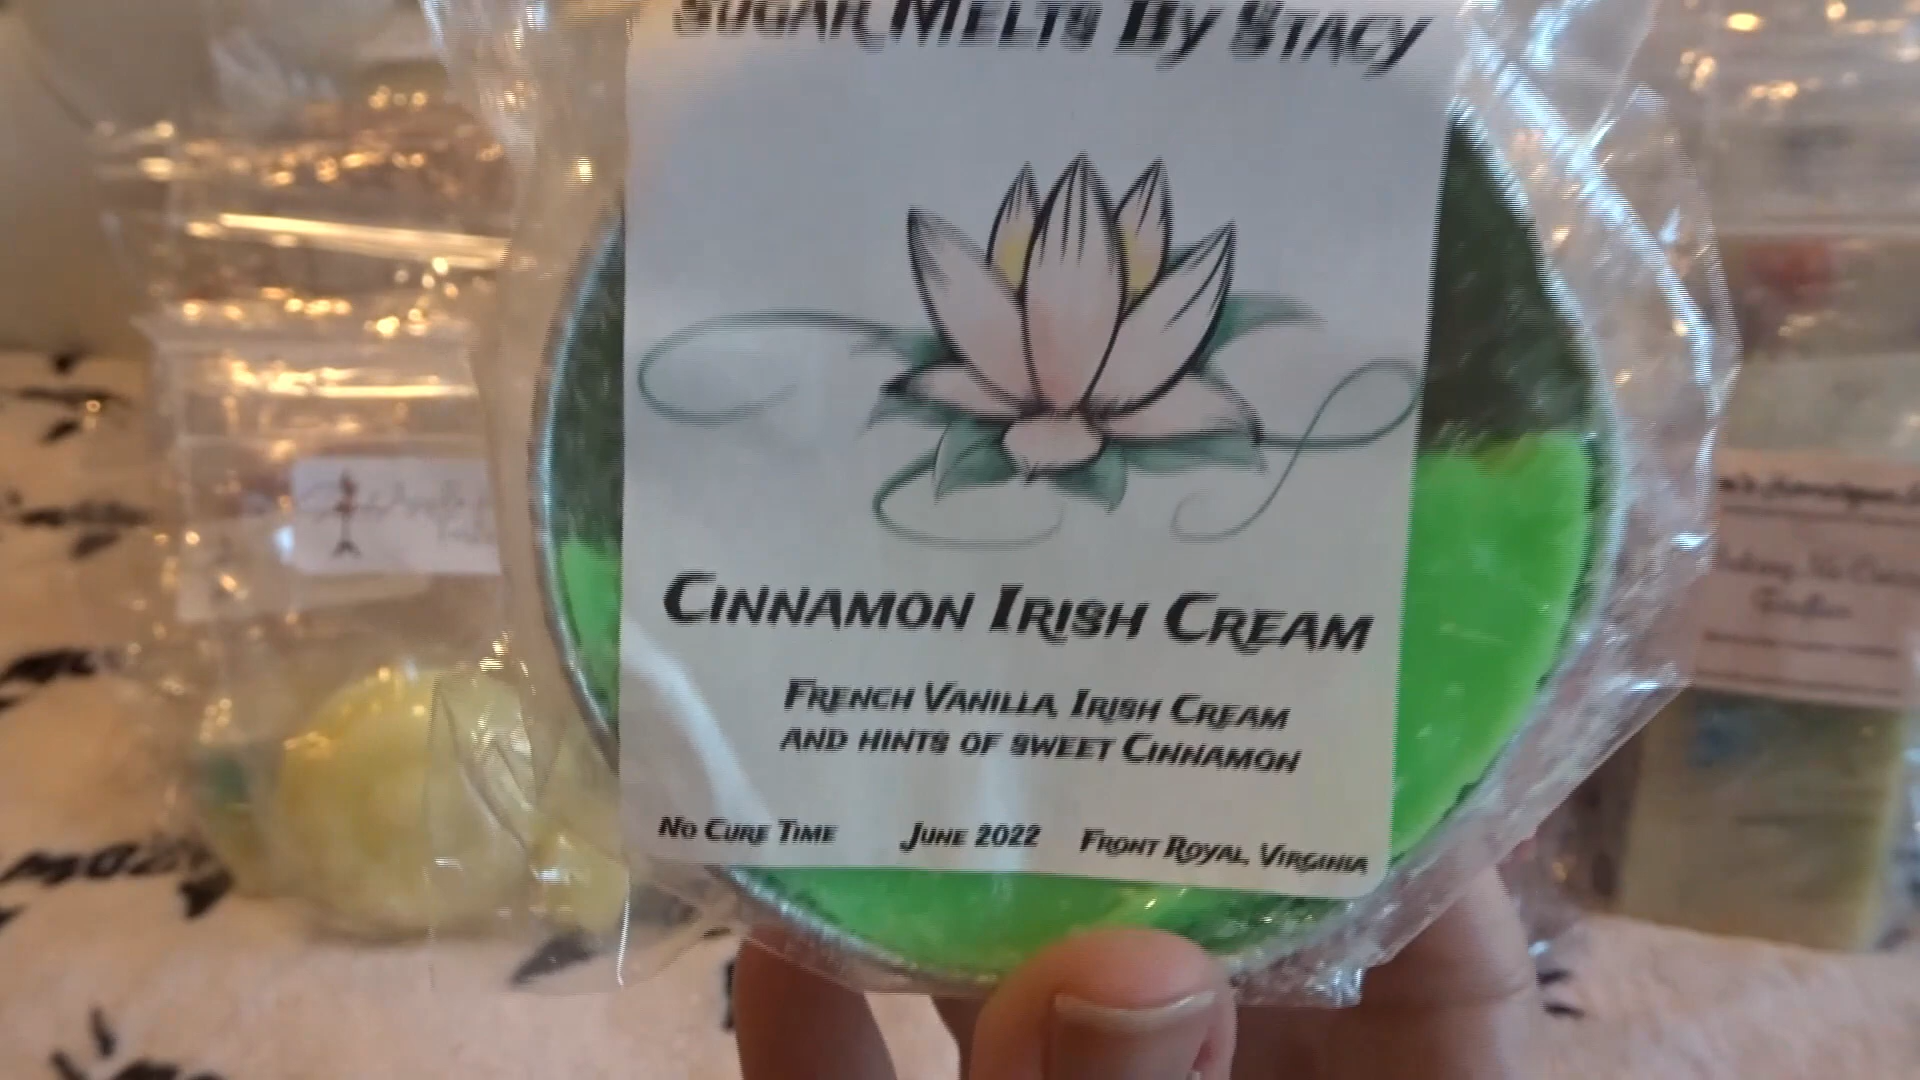 Sugar Melts By Stacy
Cinnamon Irish Cream
French Vanilla, Irish Cream
and hints of sweet Cinnamon
No Cure Time June 2022 Front Royal, Virginia